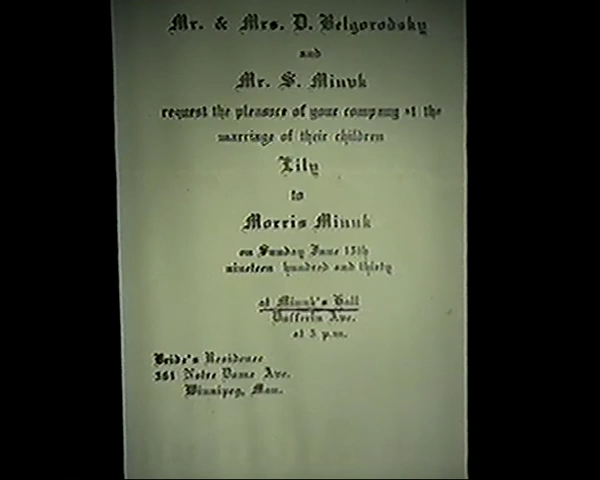 Mr. & Mrs. D. Belgorodsky
and
Mr. S. Minuk
request the pleasure of your company at the
marriage of their children
Lily
to
Morris Minuk
on Sunday June 15th
nineteen hundred and thirty
at Minuk's Hall
Dufferin Ave.
at 5 p.m.
Bride's Residence
361 Notre Dame Ave.
Winnipeg, Man.